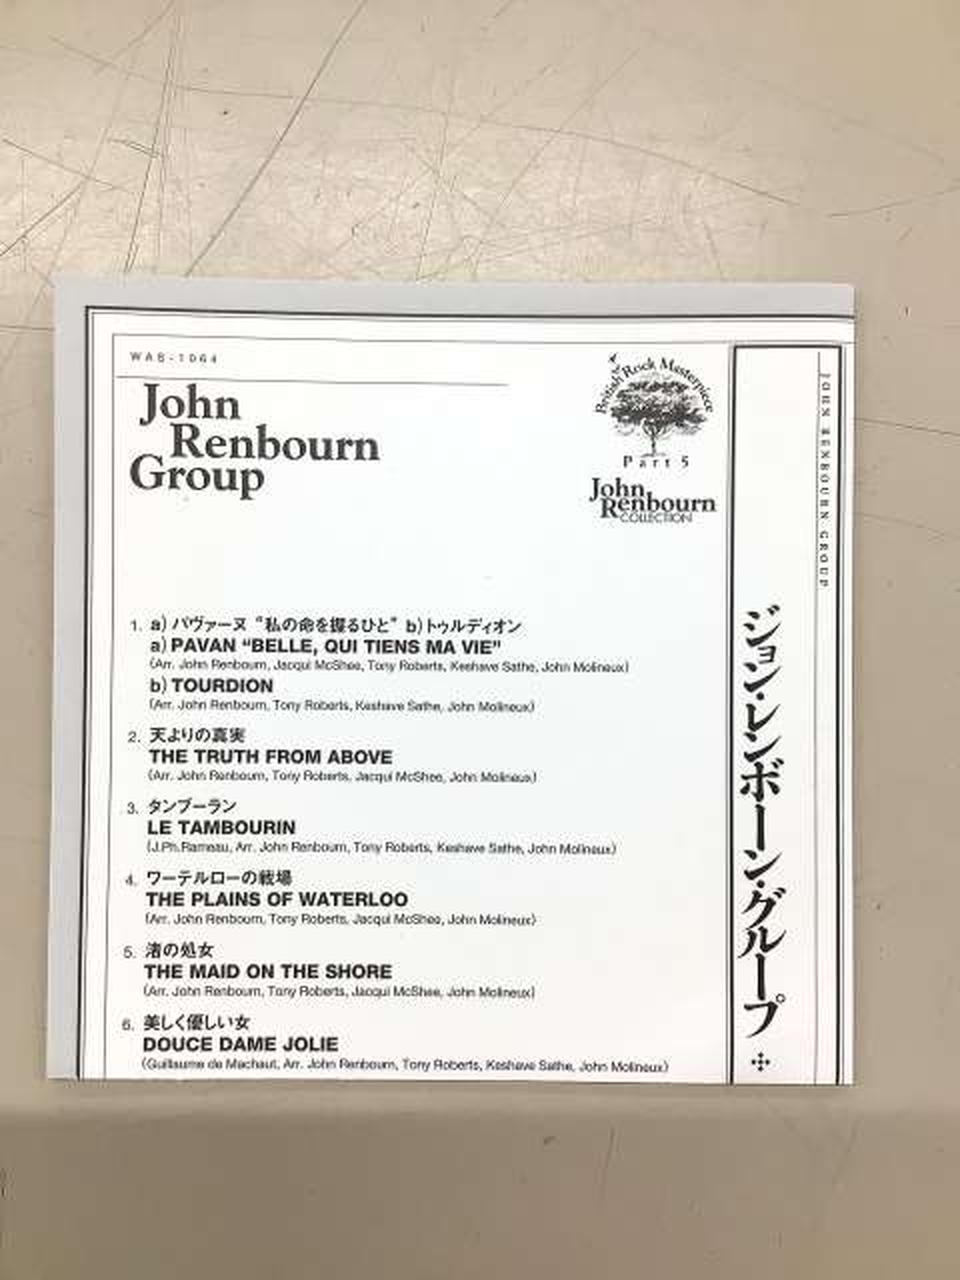 WAS-1064
John
Renbourn
Group
British Rock Masterpiece
Part 5
John
Renbourn
COLLECTION
1. a) パヴァーヌ “私の命を握るひと” b) トゥルディオン
a) PAVAN “BELLE, QUI TIENS MA VIE”
(Arr. John Renbourn, Jacqui McShee, Tony Roberts, Keshave Sathe, John Molineux)
b) TOURDION
(Arr. John Renbourn, Tony Roberts, Keshave Sathe, John Molineux)
2. 天よりの真実
THE TRUTH FROM ABOVE
(Arr. John Renbourn, Tony Roberts, Jacqui McShee, John Molineux)
3. タンブーラン
LE TAMBOURIN
(J.Ph.Rameau, Arr. John Renbourn, Tony Roberts, Keshave Sathe, John Molineux)
4. ワーテルローの戦場
THE PLAINS OF WATERLOO
(Arr. John Renbourn, Tony Roberts, Jacqui McShee, John Molineux)
5. 渚の処女
THE MAID ON THE SHORE
(Arr. John Renbourn, Tony Roberts, Jacqui McShee, John Molineux)
6. 美しく優しい女
DOUCE DAME JOLIE
(Guillaume de Machaut, Arr. John Renbourn, Tony Roberts, Keshave Sathe, John Molineux)
ジョン・レンボーン・グループ
JOHN RENBOURN GROUP